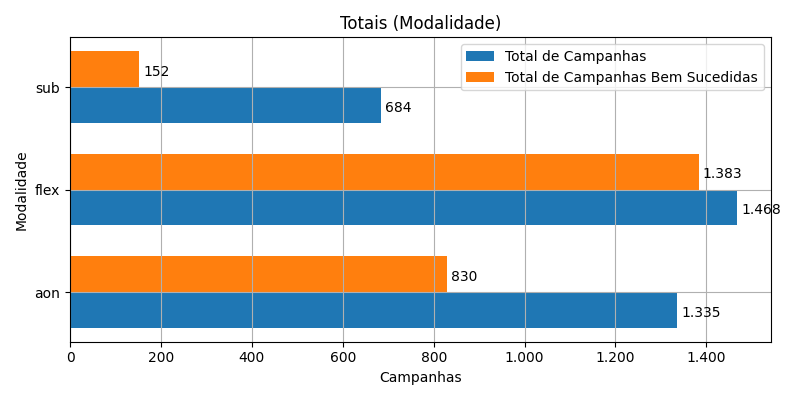 Totais (Modalidade)
Total de Campanhas
Total de Campanhas Bem Sucedidas
Modalidade
sub
152
684
flex
1.383
1.468
aon
830
1.335
0 200 400 600 800 1.000 1.200 1.400
Campanhas